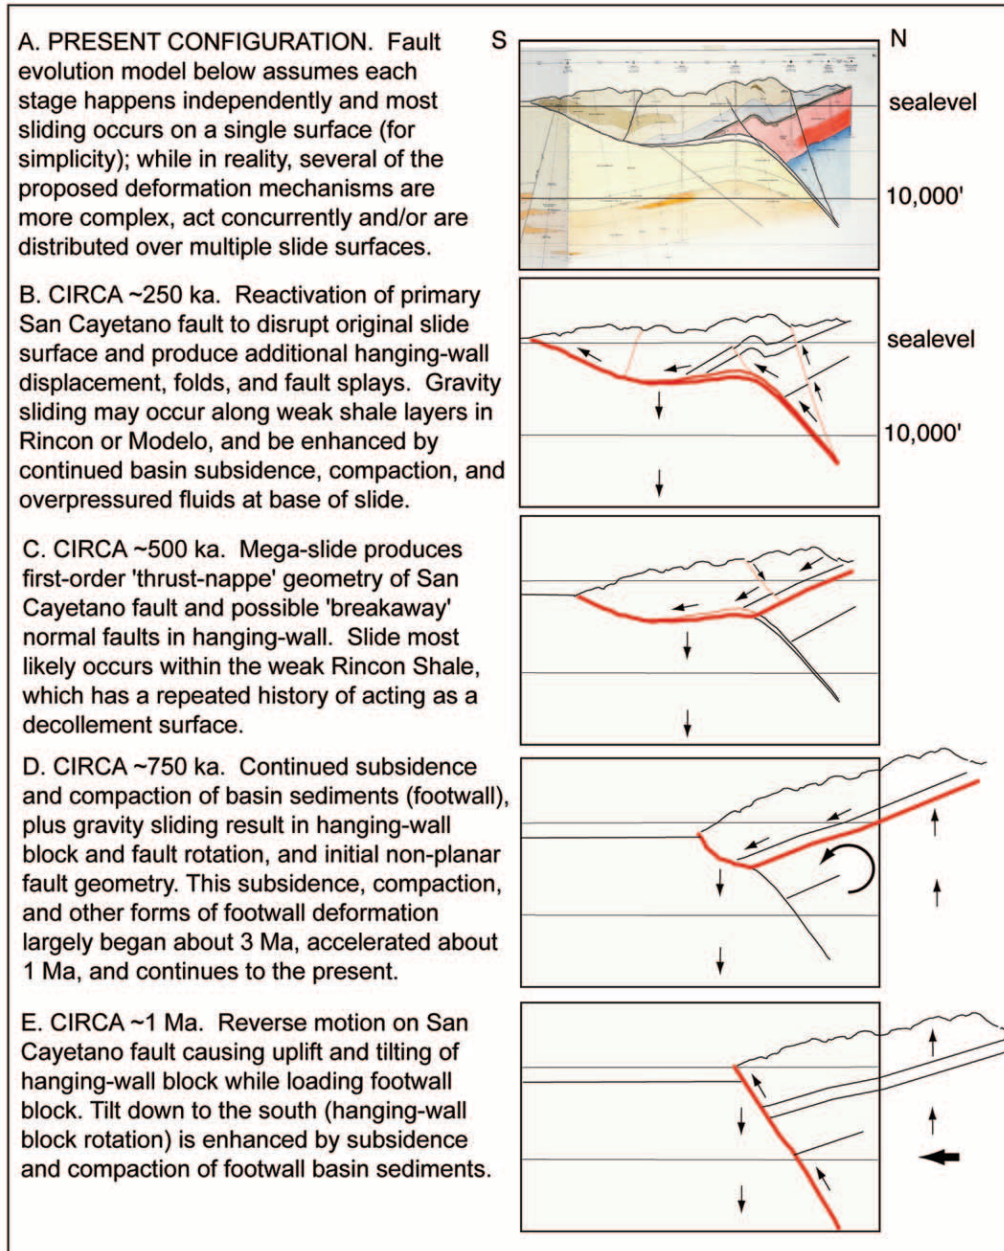 A. PRESENT CONFIGURATION. Fault
evolution model below assumes each
stage happens independently and most
sliding occurs on a single surface (for
simplicity); while in reality, several of the
proposed deformation mechanisms are
more complex, act concurrently and/or are
distributed over multiple slide surfaces.
S
N
sealevel
10,000'
B. CIRCA ~250 ka. Reactivation of primary
San Cayetano fault to disrupt original slide
surface and produce additional hanging-wall
displacement, folds, and fault splays. Gravity
sliding may occur along weak shale layers in
Rincon or Modelo, and be enhanced by
continued basin subsidence, compaction, and
overpressured fluids at base of slide.
sealevel
10,000'
C. CIRCA ~500 ka. Mega-slide produces
first-order 'thrust-nappe' geometry of San
Cayetano fault and possible 'breakaway'
normal faults in hanging-wall. Slide most
likely occurs within the weak Rincon Shale,
which has a repeated history of acting as a
decollement surface.
D. CIRCA ~750 ka. Continued subsidence
and compaction of basin sediments (footwall),
plus gravity sliding result in hanging-wall
block and fault rotation, and initial non-planar
fault geometry. This subsidence, compaction,
and other forms of footwall deformation
largely began about 3 Ma, accelerated about
1 Ma, and continues to the present.
E. CIRCA ~1 Ma. Reverse motion on San
Cayetano fault causing uplift and tilting of
hanging-wall block while loading footwall
block. Tilt down to the south (hanging-wall
block rotation) is enhanced by subsidence
and compaction of footwall basin sediments.